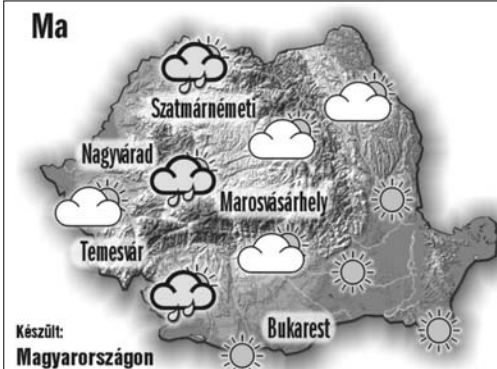 Ma
Szatmárnémeti
Nagyvárad
Marosvásárhely
Temesvár
Bukarest
Készült:
Magyarországon